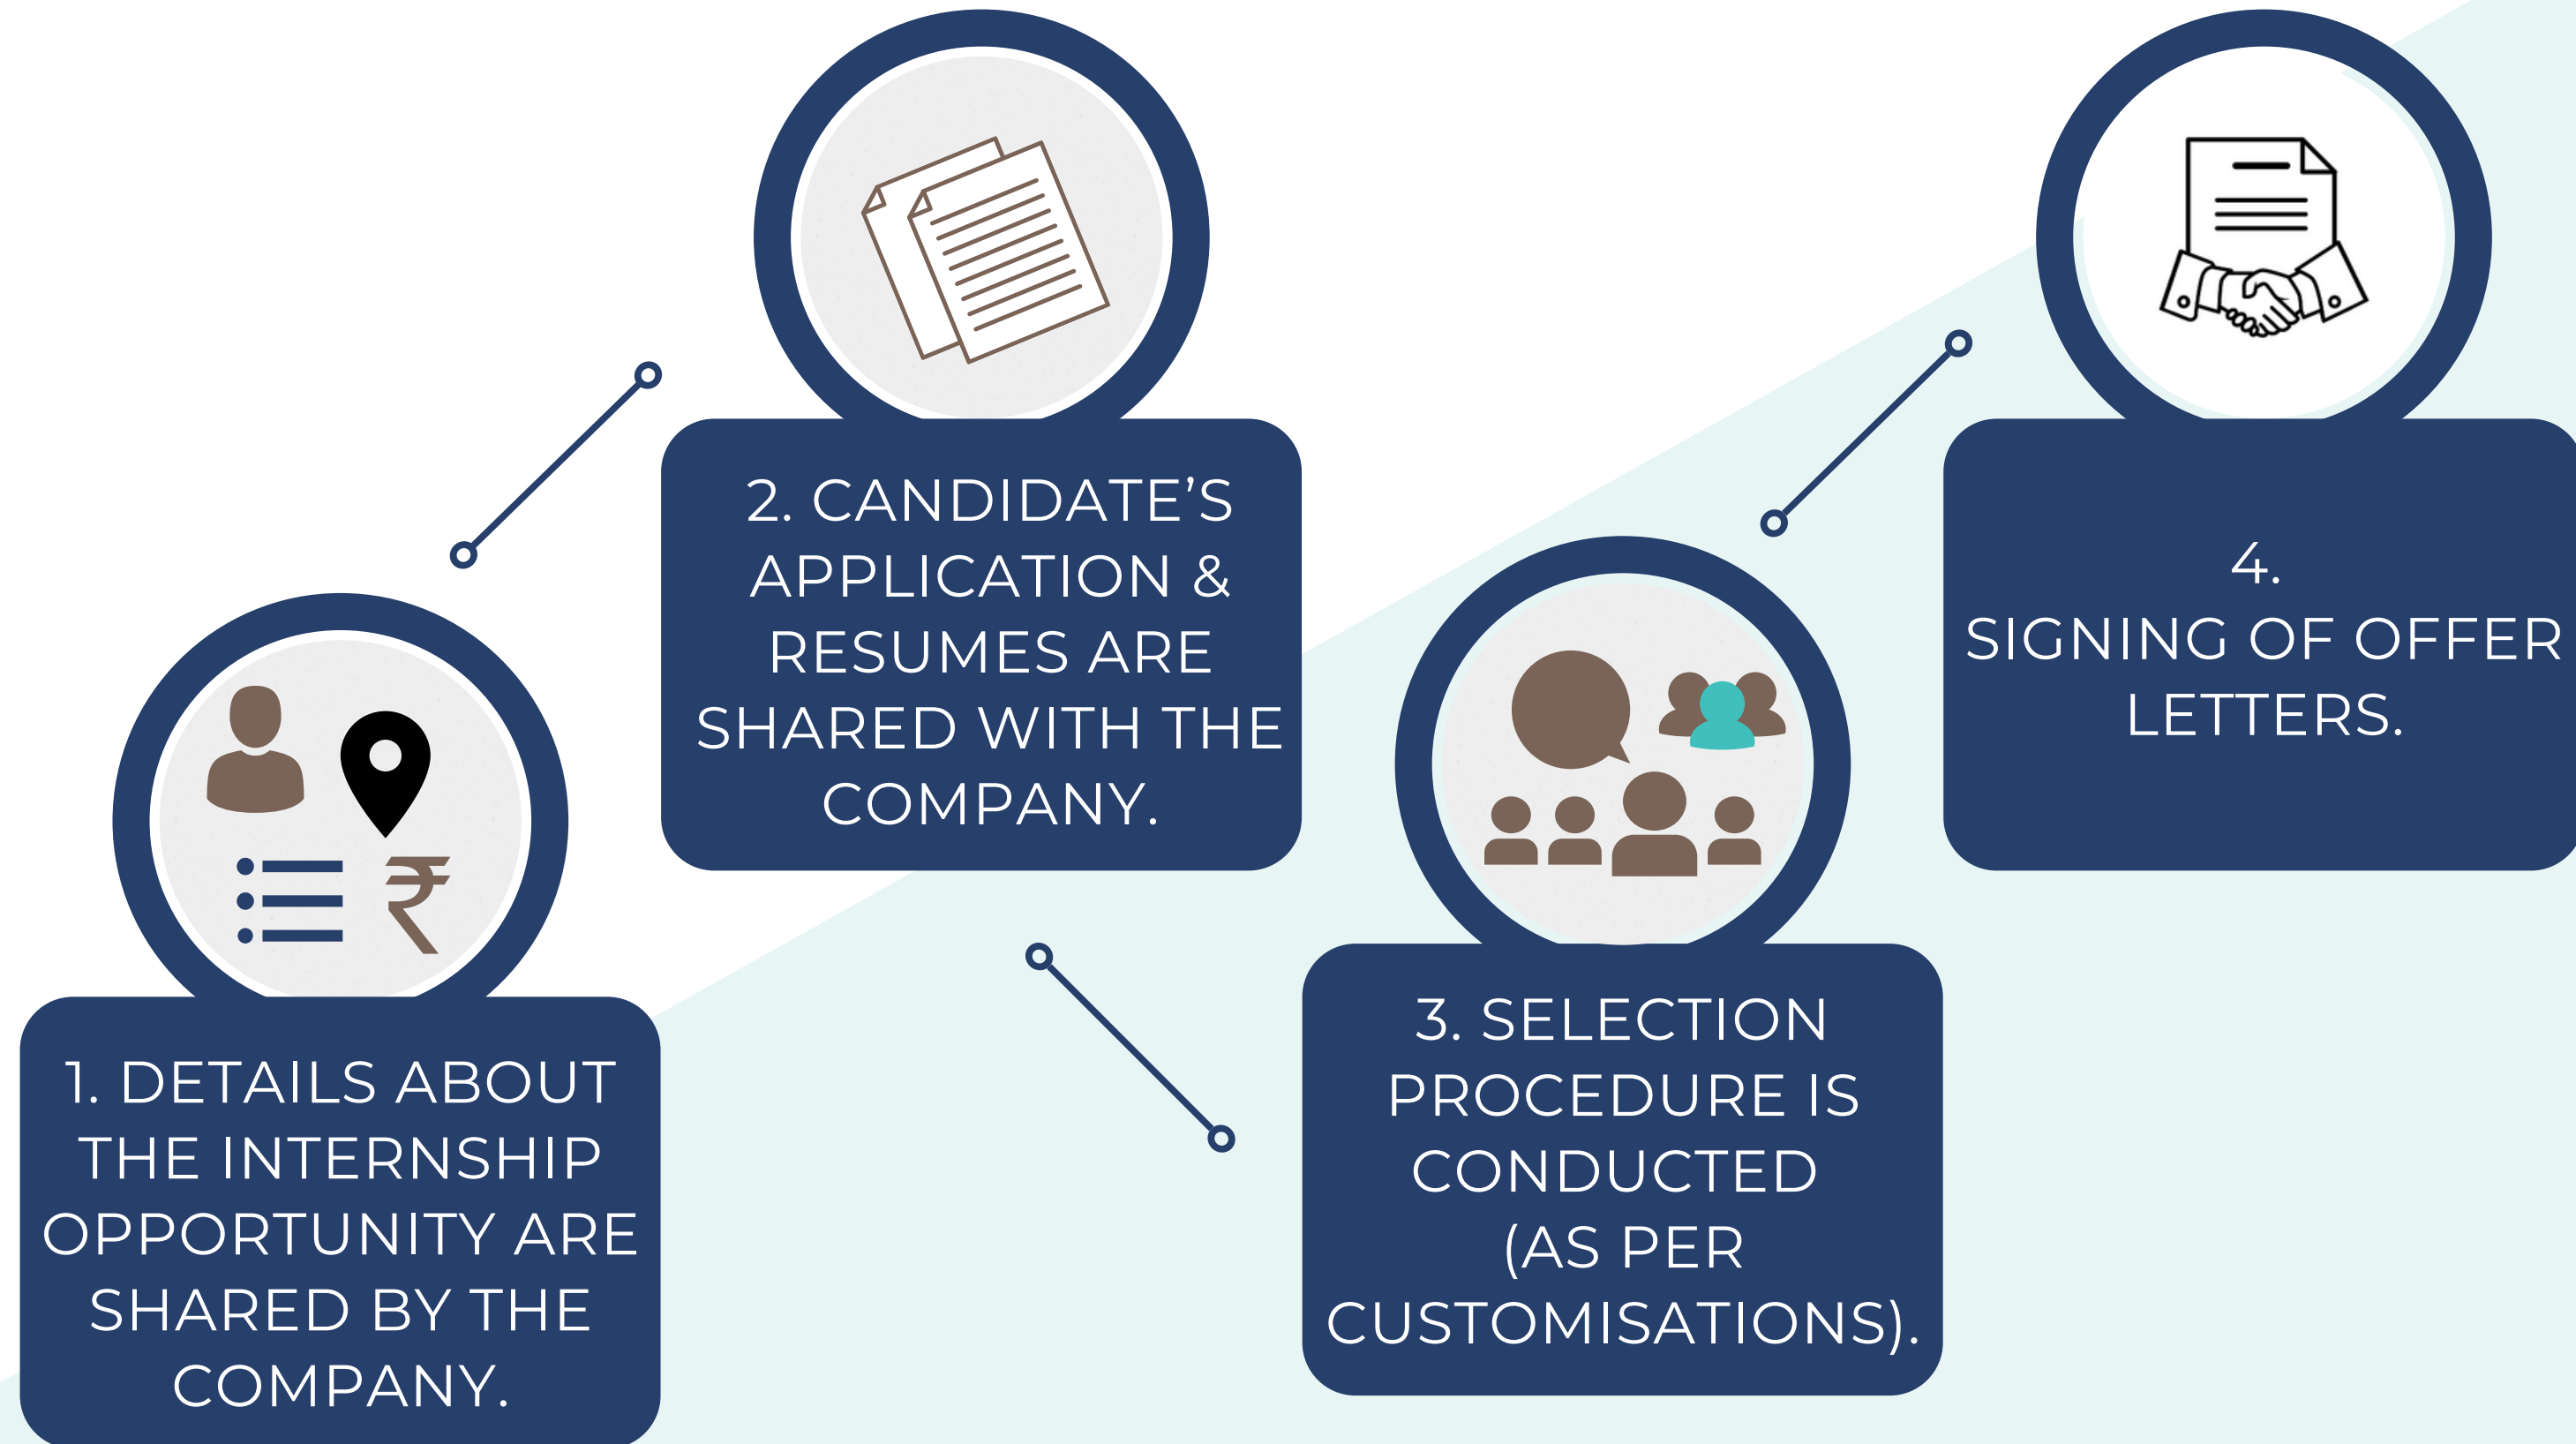 1. DETAILS ABOUT
THE INTERNSHIP
OPPORTUNITY ARE
SHARED BY THE
COMPANY.
2. CANDIDATE’S
APPLICATION &
RESUMES ARE
SHARED WITH THE
COMPANY.
3. SELECTION
PROCEDURE IS
CONDUCTED
(AS PER
CUSTOMISATIONS).
4.
SIGNING OF OFFER
LETTERS.